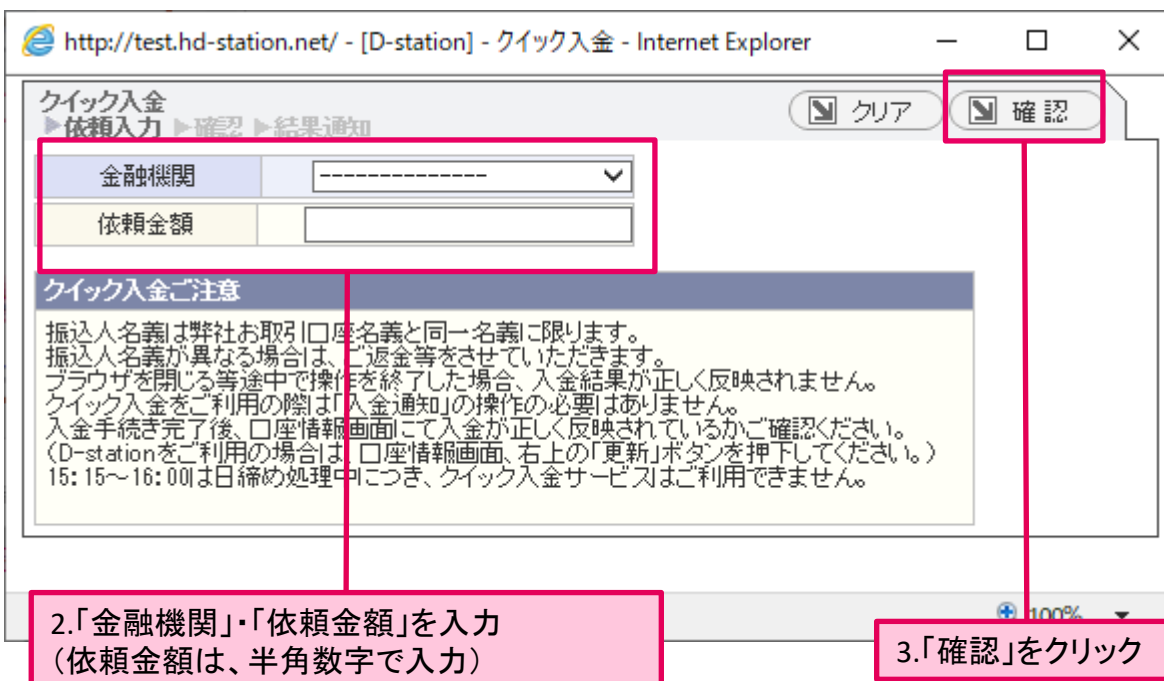 http://test.hd-station.net/ - [D-station] - クイック入金 - Internet Explorer
クイック入金
▶依頼入力 ▶確認 ▶結果通知
クリア
確 認
金融機関
--------------
依頼金額
クイック入金ご注意
振込人名義は弊社お取引口座名義と同一名義に限ります。
振込人名義が異なる場合は、ご返金等をさせていただきます。
ブラウザを閉じる等途中で操作を終了した場合、入金結果が正しく反映されません。
クイック入金をご利用の際は「入金通知」の操作の必要はありません。
入金手続き完了後、口座情報画面にて入金が正しく反映されているかご確認ください。
(D-stationをご利用の場合は、口座情報画面、右上の「更新」ボタンを押下してください。)
15:15～16:00は日締め処理中につき、クイック入金サービスはご利用できません。
100%
2.「金融機関」・「依頼金額」を入力
（依頼金額は、半角数字で入力）
3.「確認」をクリック